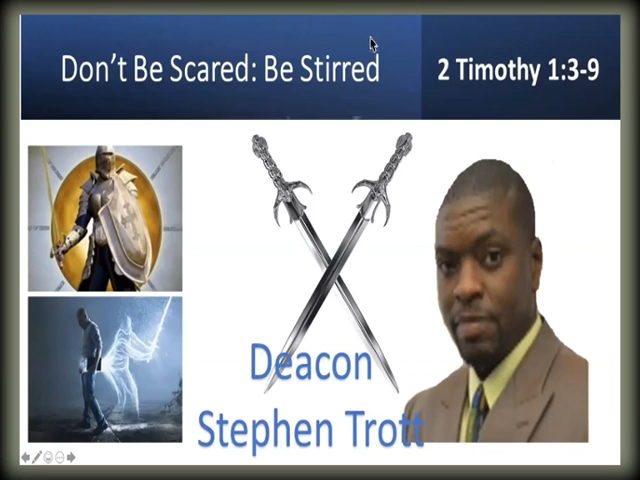 Don't Be Scared: Be Stirred
2 Timothy 1:3-9
Deacon
Stephen Trott